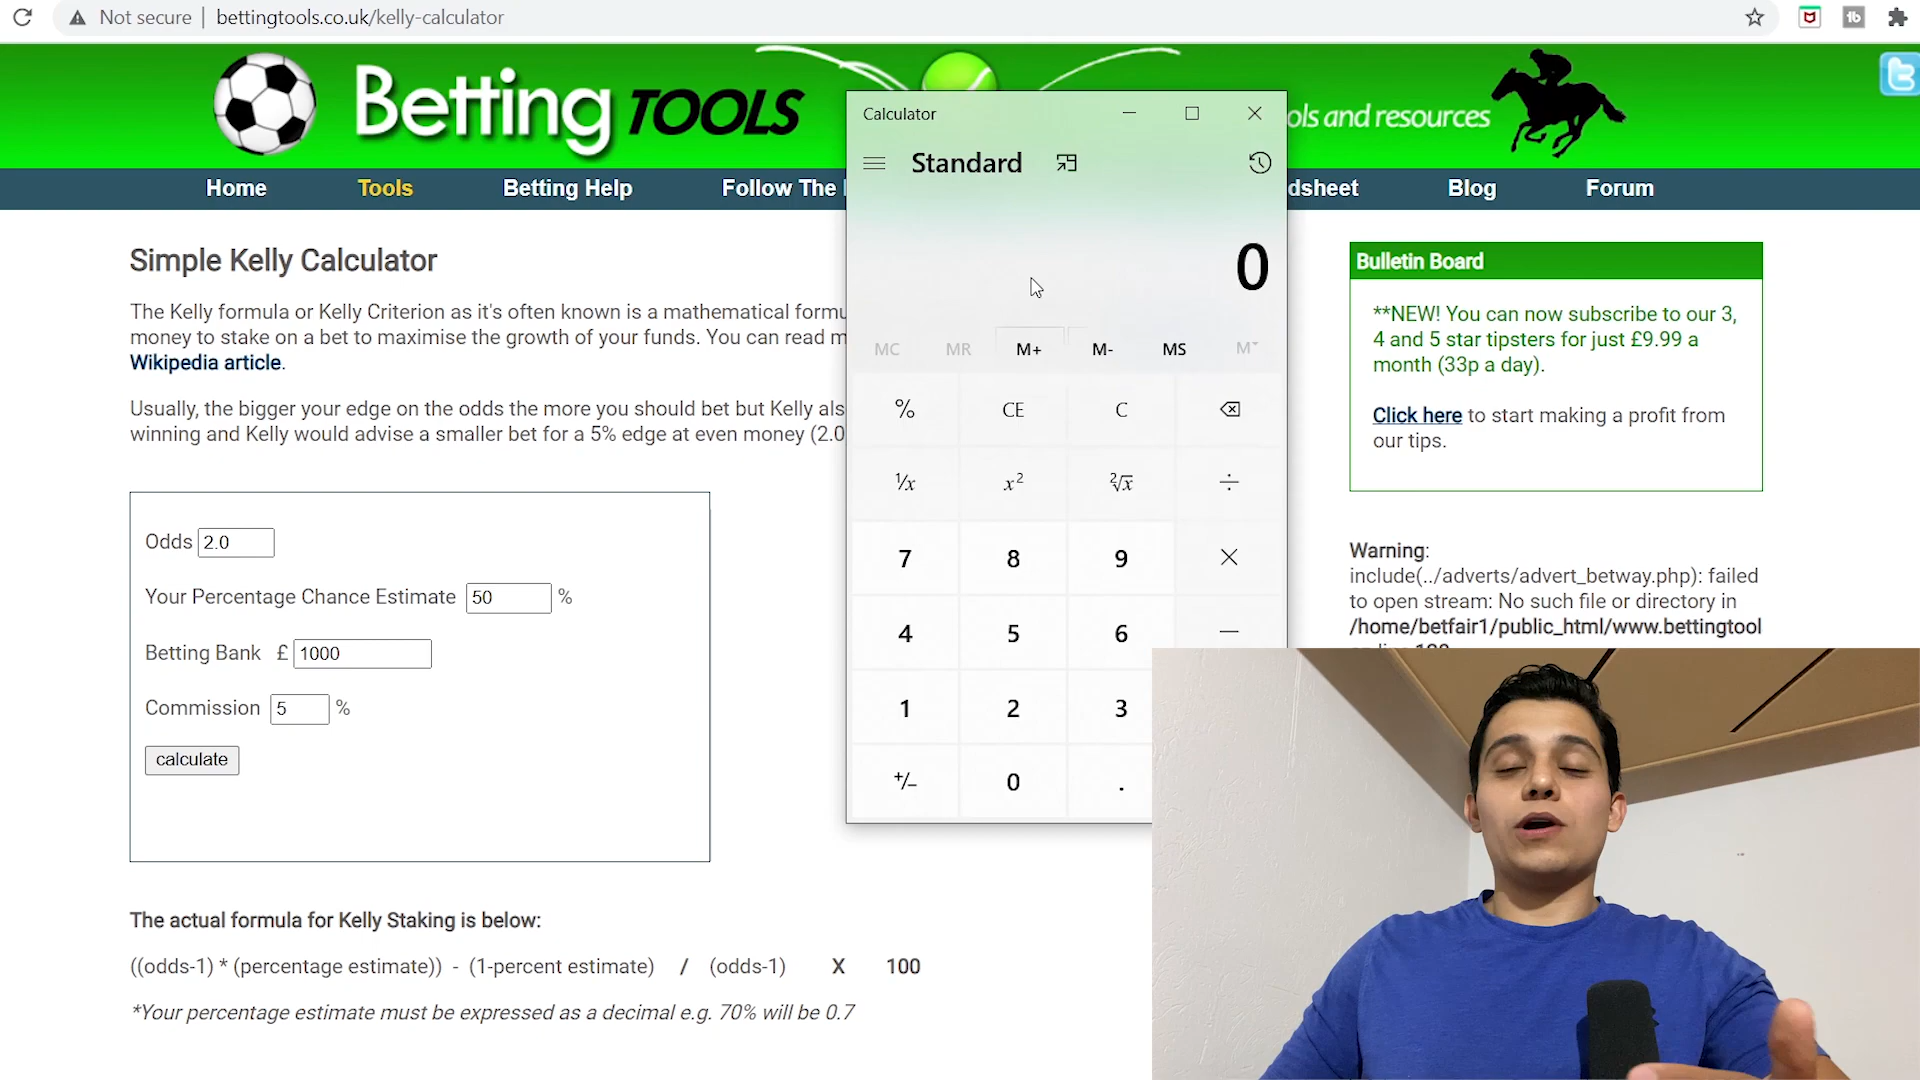 Not secure | bettingtools.co.uk/kelly-calculator
Betting TOOLS
ols and resources
Home Tools Betting Help Follow The dsheet Blog Forum
Simple Kelly Calculator
The Kelly formula or Kelly Criterion as it's often known is a mathematical formu
money to stake on a bet to maximise the growth of your funds. You can read m
Wikipedia article.
Usually, the bigger your edge on the odds the more you should bet but Kelly als
winning and Kelly would advise a smaller bet for a 5% edge at even money (2.0
Odds 2.0
Your Percentage Chance Estimate 50 %
Betting Bank £ 1000
Commission 5 %
calculate
The actual formula for Kelly Staking is below:
((odds-1) * (percentage estimate)) - (1-percent estimate) / (odds-1) X 100
*Your percentage estimate must be expressed as a decimal e.g. 70% will be 0.7
Calculator
Standard
0
MC MR M+ M- MS M˅
% CE C
¹/x x² ²√x ÷
7 8 9 ×
4 5 6 −
1 2 3
+/− 0 .
Bulletin Board
**NEW! You can now subscribe to our 3,
4 and 5 star tipsters for just £9.99 a
month (33p a day).
Click here to start making a profit from
our tips.
Warning:
include(../adverts/advert_betway.php): failed
to open stream: No such file or directory in
/home/betfair1/public_html/www.bettingtool